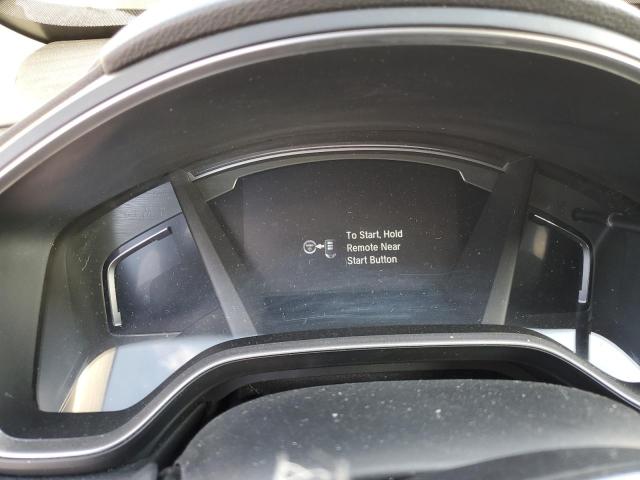 To Start, Hold
Remote Near
Start Button